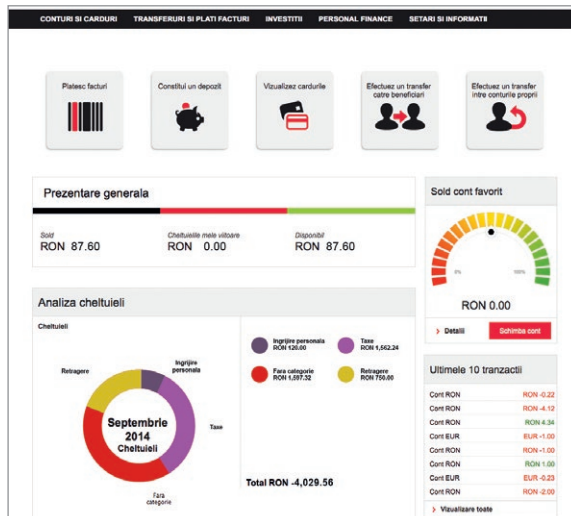 CONTURI SI CARDURI
TRANSFERURI SI PLATI FACTURI
INVESTITII
PERSONAL FINANCE
SETARI SI INFORMATII
Platesc facturi
Constitui un depozit
Vizualizez cardurile
Efectuez un transfer
catre beneficiari
Efectuez un transfer
intre conturile proprii
Prezentare generala
Sold
RON 87.60
Cheltuielile mele viitoare
RON 0.00
Disponibil
RON 87.60
Sold cont favorit
0%
100%
RON 0.00
Detalii
Schimba cont
Analiza cheltuieli
Cheltuieli
Retragere
Ingrijire
personala
Taxe
Fara
categorie
Septembrie
2014
Cheltuieli
Ingrijire personala
RON 120.00
Taxe
RON 1,562.24
Fara categorie
RON 1,597.32
Retragere
RON 750.00
Total RON -4,029.56
Ultimele 10 tranzactii
Cont RON RON -0.22
Cont RON RON -4.12
Cont RON RON 4.34
Cont EUR EUR -1.00
Cont RON RON -1.00
Cont RON RON 1.00
Cont EUR EUR -0.23
Cont RON RON -2.00
Vizualizare toate